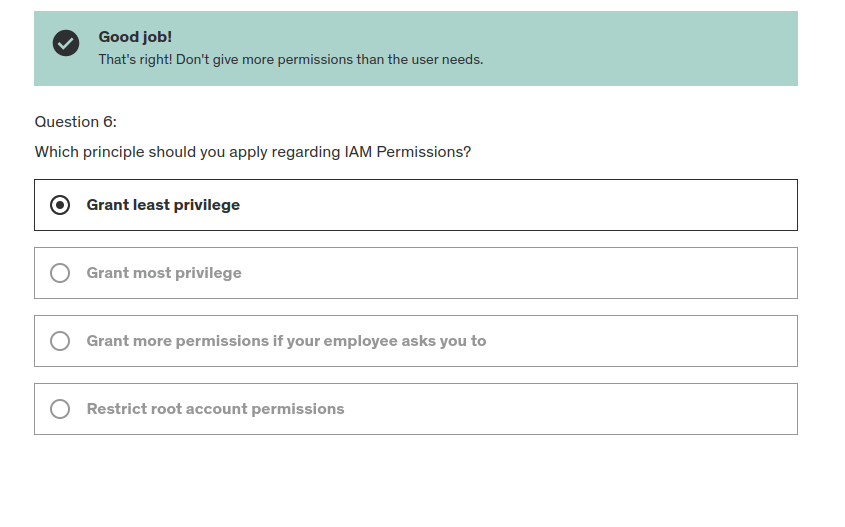 Good job!
That's right! Don't give more permissions than the user needs.
Question 6:
Which principle should you apply regarding IAM Permissions?
Grant least privilege
Grant most privilege
Grant more permissions if your employee asks you to
Restrict root account permissions